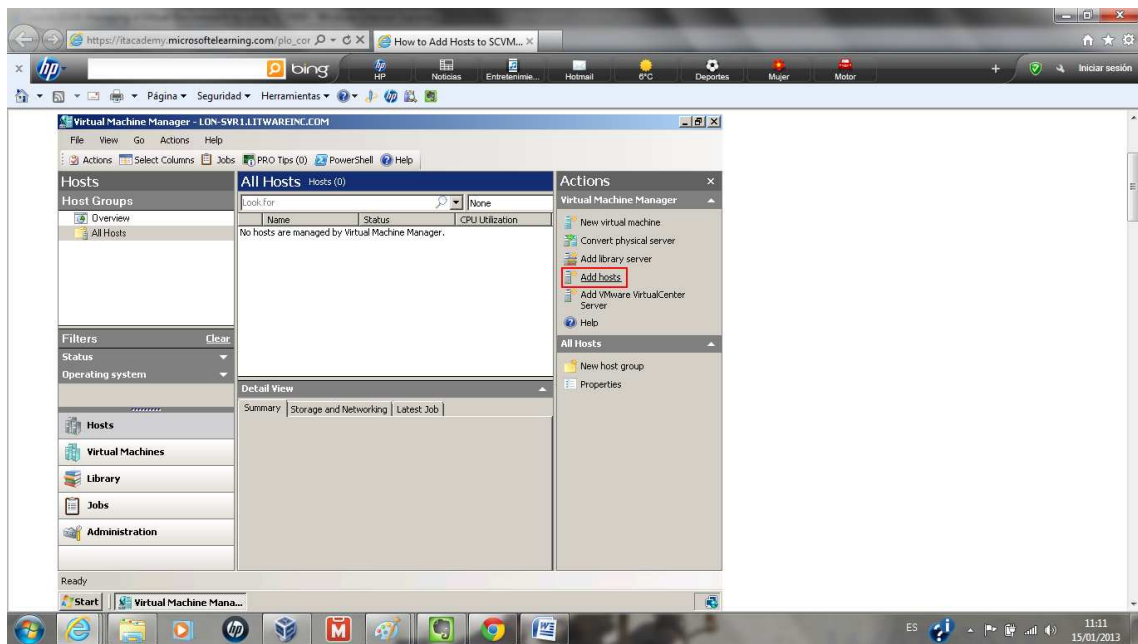 https://itacademy.microsoftelearning.com/plo_cor
How to Add Hosts to SCVM...
hp
bing
HP
Noticias
Entretenimie...
Hotmail
6°C
Deportes
Mujer
Motor
Iniciar sesión
Página
Seguridad
Herramientas
Virtual Machine Manager - LON-SVR1.LITWAREINC.COM
File View Go Actions Help
Actions Select Columns Jobs PRO Tips (0) PowerShell Help
Hosts
Host Groups
Overview
All Hosts
Filters Clear
Status
Operating system
Hosts
Virtual Machines
Library
Jobs
Administration
All Hosts Hosts (0)
Look for
None
Name Status CPU Utilization
No hosts are managed by Virtual Machine Manager.
Detail View
Summary Storage and Networking Latest Job
Actions
Virtual Machine Manager
New virtual machine
Convert physical server
Add library server
Add hosts
Add VMware VirtualCenter
Server
Help
All Hosts
New host group
Properties
Ready
Start Virtual Machine Mana...
ES
11:11
15/01/2013